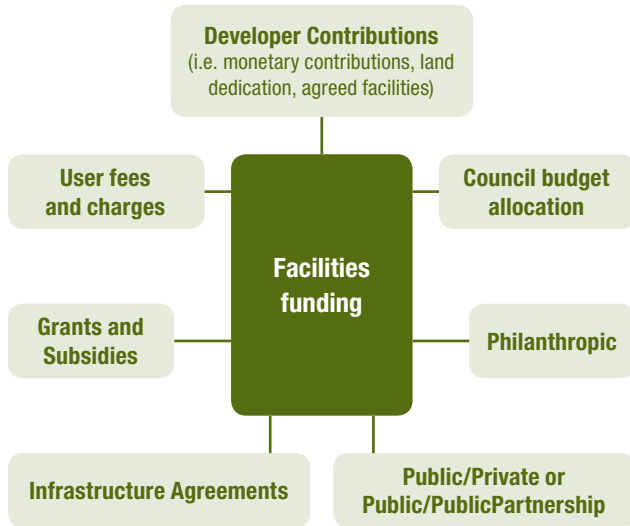 Developer Contributions
(i.e. monetary contributions, land
dedication, agreed facilities)
User fees
and charges
Council budget
allocation
Facilities
funding
Grants and
Subsidies
Philanthropic
Infrastructure Agreements
Public/Private or
Public/PublicPartnership